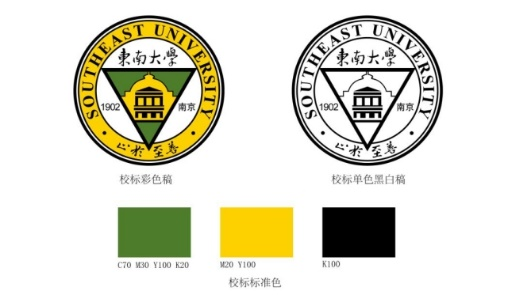 SOUTHEAST UNIVERSITY
東南大學
1902 南京
止於至善
SOUTHEAST UNIVERSITY
東南大學
1902 南京
止於至善
校标彩色稿
校标单色黑白稿
C70 M30 Y100 K20
M20 Y100
K100
校标标准色